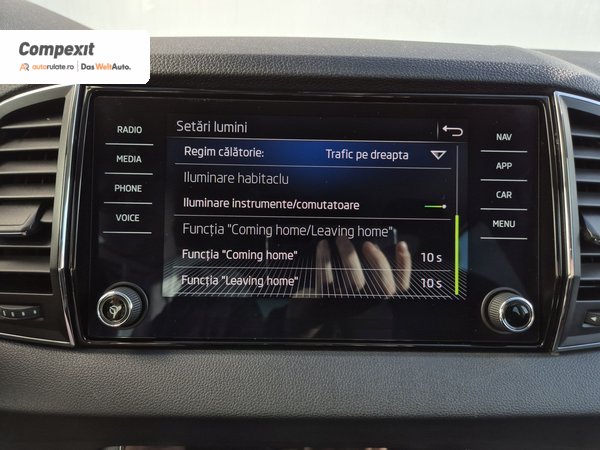 Compexit
AR autorulate.ro | Das WeltAuto.
RADIO
MEDIA
PHONE
VOICE
Setări lumini
Regim călătorie: Trafic pe dreapta
Iluminare habitaclu
Iluminare instrumente/comutatoare
Funcția "Coming home/Leaving home"
Funcția "Coming home" 10 s
Funcția "Leaving home" 10 s
NAV
APP
CAR
MENU